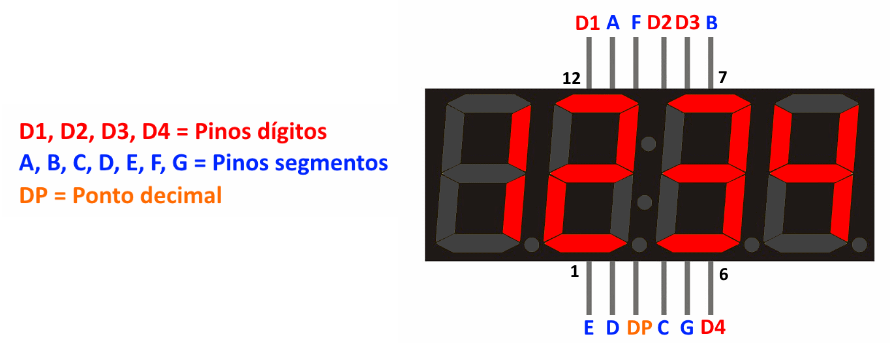 D1 A F D2 D3 B
12 7
D1, D2, D3, D4 = Pinos dígitos
A, B, C, D, E, F, G = Pinos segmentos
DP = Ponto decimal
1234
1 6
E D DP C G D4